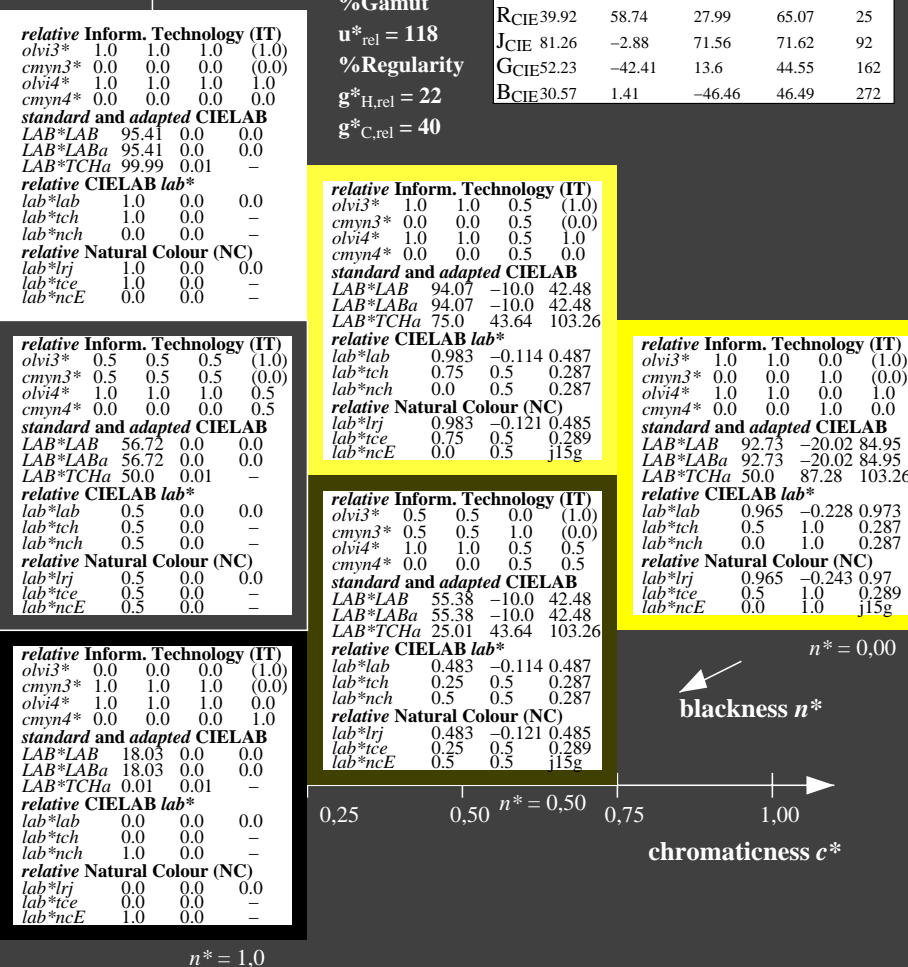 %Gamut
u*rel = 118
%Regularity
g*H,rel = 22
g*C,rel = 40
RCIE 39.92 58.74 27.99 65.07 25
JCIE 81.26 −2.88 71.56 71.62 92
GCIE 52.23 −42.41 13.6 44.55 162
BCIE 30.57 1.41 −46.46 46.49 272
relative Inform. Technology (IT)
olvi3* 1.0 1.0 1.0 (1.0)
cmyn3* 0.0 0.0 0.0 (0.0)
olvi4* 1.0 1.0 1.0 1.0
cmyn4* 0.0 0.0 0.0 0.0
standard and adapted CIELAB
LAB*LAB 95.41 0.0 0.0
LAB*LABa 95.41 0.0 0.0
LAB*TCHa 99.99 0.01 –
relative CIELAB lab*
lab*lab 1.0 0.0 0.0
lab*tch 1.0 0.0 –
lab*nch 0.0 0.0 –
relative Natural Colour (NC)
lab*lrj 1.0 0.0 0.0
lab*tce 1.0 0.0 –
lab*ncE 0.0 0.0 –
relative Inform. Technology (IT)
olvi3* 1.0 1.0 0.5 (1.0)
cmyn3* 0.0 0.0 0.5 (0.0)
olvi4* 1.0 1.0 0.5 1.0
cmyn4* 0.0 0.0 0.5 0.0
standard and adapted CIELAB
LAB*LAB 94.07 −10.0 42.48
LAB*LABa 94.07 −10.0 42.48
LAB*TCHa 75.0 43.64 103.26
relative CIELAB lab*
lab*lab 0.983 −0.114 0.487
lab*tch 0.75 0.5 0.287
lab*nch 0.0 0.5 0.287
relative Natural Colour (NC)
lab*lrj 0.983 −0.121 0.485
lab*tce 0.75 0.5 0.289
lab*ncE 0.0 0.5 j15g
relative Inform. Technology (IT)
olvi3* 0.5 0.5 0.5 (1.0)
cmyn3* 0.5 0.5 0.5 (0.0)
olvi4* 1.0 1.0 1.0 0.5
cmyn4* 0.0 0.0 0.0 0.5
standard and adapted CIELAB
LAB*LAB 56.72 0.0 0.0
LAB*LABa 56.72 0.0 0.0
LAB*TCHa 50.0 0.01 –
relative CIELAB lab*
lab*lab 0.5 0.0 0.0
lab*tch 0.5 0.0 –
lab*nch 0.5 0.0 –
relative Natural Colour (NC)
lab*lrj 0.5 0.0 0.0
lab*tce 0.5 0.0 –
lab*ncE 0.5 0.0 –
relative Inform. Technology (IT)
olvi3* 1.0 1.0 0.0 (1.0)
cmyn3* 0.0 0.0 1.0 (0.0)
olvi4* 1.0 1.0 0.0 1.0
cmyn4* 0.0 0.0 1.0 0.0
standard and adapted CIELAB
LAB*LAB 92.73 −20.02 84.95
LAB*LABa 92.73 −20.02 84.95
LAB*TCHa 50.0 87.28 103.26
relative CIELAB lab*
lab*lab 0.965 −0.228 0.973
lab*tch 0.5 1.0 0.287
lab*nch 0.0 1.0 0.287
relative Natural Colour (NC)
lab*lrj 0.965 −0.243 0.97
lab*tce 0.5 1.0 0.289
lab*ncE 0.0 1.0 j15g
relative Inform. Technology (IT)
olvi3* 0.5 0.5 0.0 (1.0)
cmyn3* 0.5 0.5 1.0 (0.0)
olvi4* 1.0 1.0 0.5 0.5
cmyn4* 0.0 0.0 0.5 0.5
standard and adapted CIELAB
LAB*LAB 55.38 −10.0 42.48
LAB*LABa 55.38 −10.0 42.48
LAB*TCHa 25.01 43.64 103.26
relative CIELAB lab*
lab*lab 0.483 −0.114 0.487
lab*tch 0.25 0.5 0.287
lab*nch 0.5 0.5 0.287
relative Natural Colour (NC)
lab*lrj 0.483 −0.121 0.485
lab*tce 0.25 0.5 0.289
lab*ncE 0.5 0.5 j15g
relative Inform. Technology (IT)
olvi3* 0.0 0.0 0.0 (1.0)
cmyn3* 1.0 1.0 1.0 (0.0)
olvi4* 1.0 1.0 1.0 0.0
cmyn4* 0.0 0.0 0.0 1.0
standard and adapted CIELAB
LAB*LAB 18.03 0.0 0.0
LAB*LABa 18.03 0.0 0.0
LAB*TCHa 0.01 0.01 –
relative CIELAB lab*
lab*lab 0.0 0.0 0.0
lab*tch 0.0 0.0 –
lab*nch 1.0 0.0 –
relative Natural Colour (NC)
lab*lrj 0.0 0.0 0.0
lab*tce 0.0 0.0 –
lab*ncE 1.0 0.0 –
n* = 0,00
blackness n*
0,25 0,50 n* = 0,50 0,75 1,00
chromaticness c*
n* = 1,0